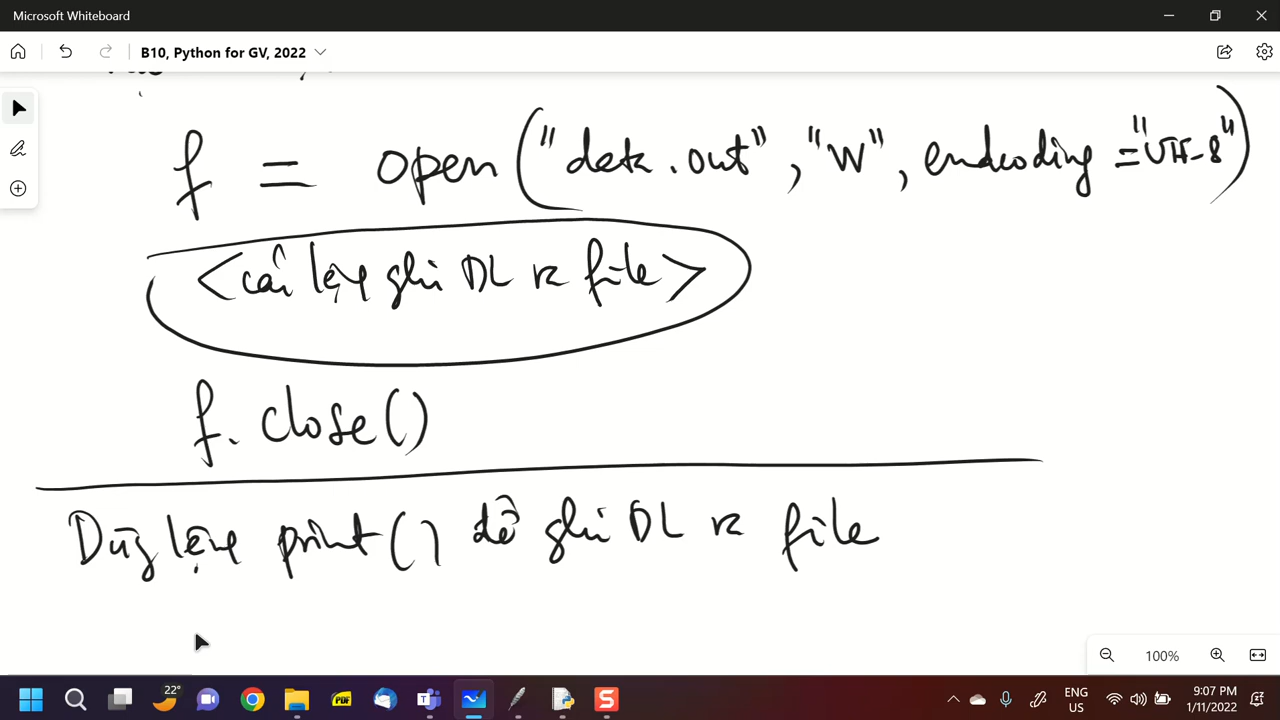 Microsoft Whiteboard
B10, Python for GV, 2022
f = open("data.out", "W", endcoding = "UTF-8")
<câu lệnh ghi DL ra file>
f. close()
Dùng lệnh print() để ghi DL ra file
100%
22°
ENG
US
9:07 PM
1/11/2022